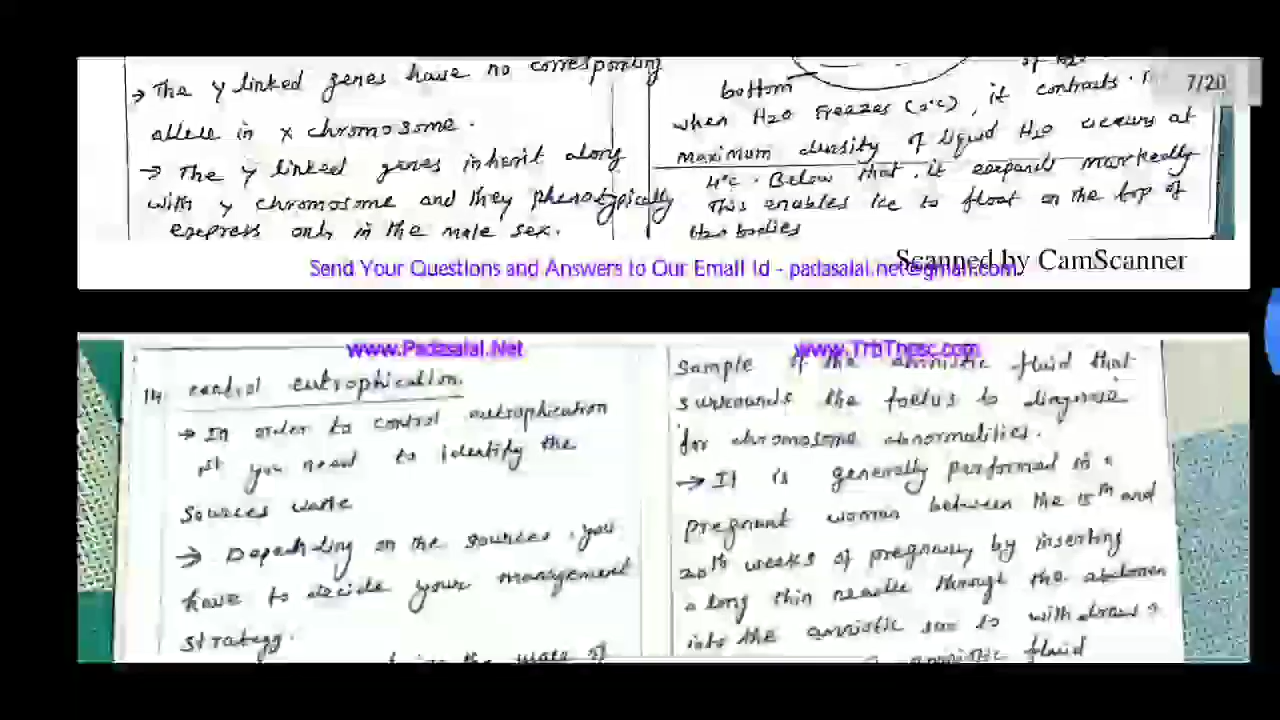 → The y linked genes have no corresponding
allele in x chromosome.
→ The y linked genes inherit along
with y chromosome and they phenotypically
express only in the male sex.
bottom
7/20
when H2O Freezes (0°c), it contracts.
maximum density of liquid H2O occurs at
4°c. Below that, it expands markedly
This enables Ice to float on the top of
H2o bodies
Scanned by CamScanner
Send Your Questions and Answers to Our Email Id - padasalai.net@gmail.com
www.Padasalai.Net
www.TrbTnpsc.com
14. control eutrophication.
→ In order to control eutrophication
1st you need to identify the
sources waste
→ Depending on the sources, you
have to decide your management
strategy.
the waste of
sample of the amniotic fluid that
surrounds the foetus to diagnose
for chromosome abnormalities.
→ It is generally performed in a
pregnant woman between the 15th and
20th weeks of pregnancy by inserting
a long thin needle through the abdomen
into the amniotic sac to withdraw a
amniotic fluid